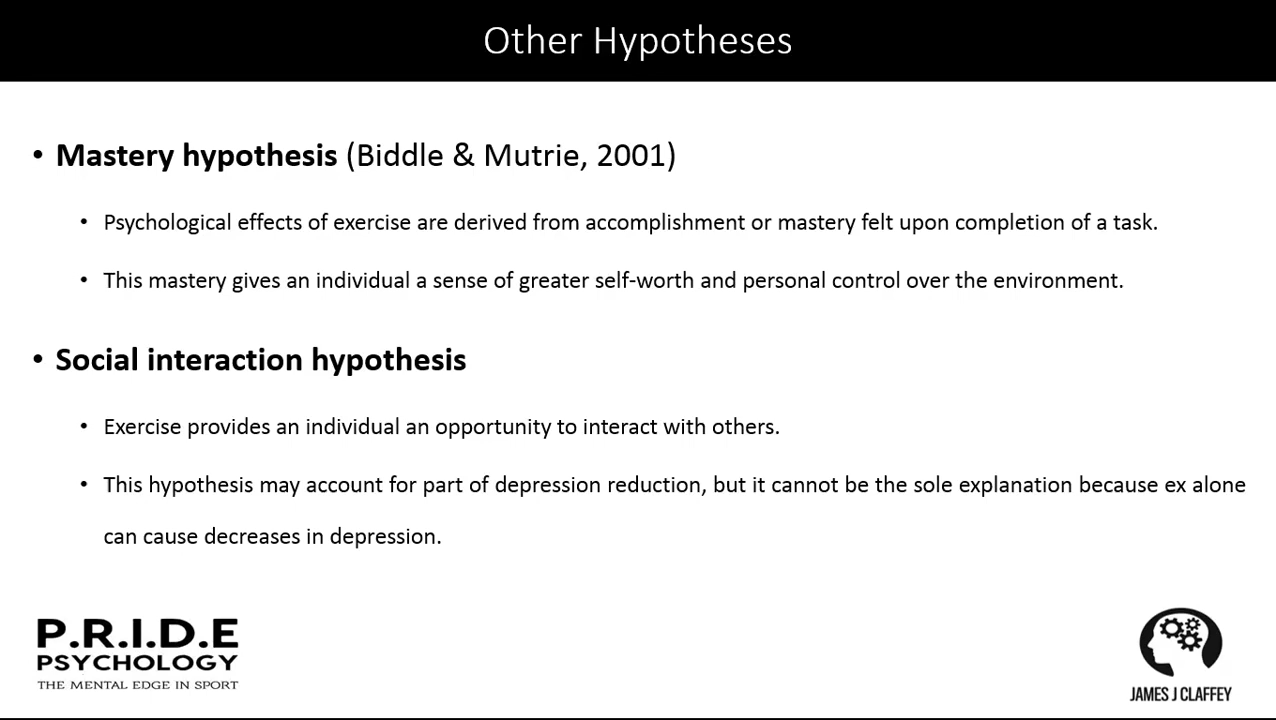 Other Hypotheses
• Mastery hypothesis (Biddle & Mutrie, 2001)
• Psychological effects of exercise are derived from accomplishment or mastery felt upon completion of a task.
• This mastery gives an individual a sense of greater self-worth and personal control over the environment.
• Social interaction hypothesis
• Exercise provides an individual an opportunity to interact with others.
• This hypothesis may account for part of depression reduction, but it cannot be the sole explanation because ex alone
can cause decreases in depression.
P.R.I.D.E
PSYCHOLOGY
THE MENTAL EDGE IN SPORT
JAMES J CLAFFEY